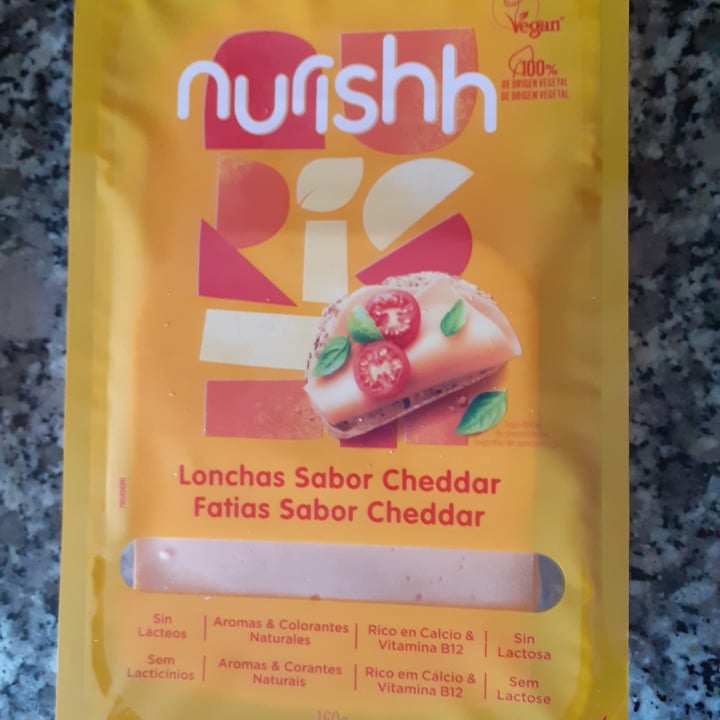 Vegan
nurishh
100%
DE ORIGEN VEGETAL
DE ORIGEM VEGETAL
Lonchas Sabor Cheddar
Fatias Sabor Cheddar
Sin Lácteos
Aromas & Colorantes Naturales
Rico en Calcio & Vitamina B12
Sin Lactosa
Sem Lacticínios
Aromas & Corantes Naturais
Rico em Cálcio & Vitamina B12
Sem Lactose
160g